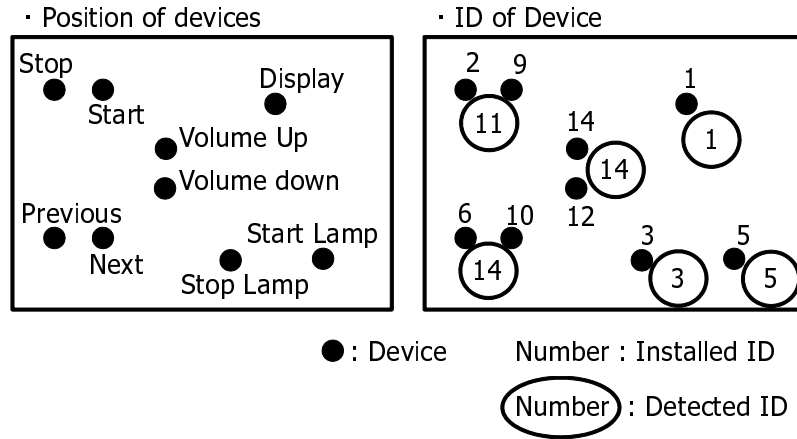 · Position of devices
Stop
Start
Display
Volume Up
Volume down
Previous
Next
Start Lamp
Stop Lamp
· ID of Device
2 9
11
1
1
14
14
12
6 10
14
3
3
5
5
: Device
Number : Installed ID
Number : Detected ID